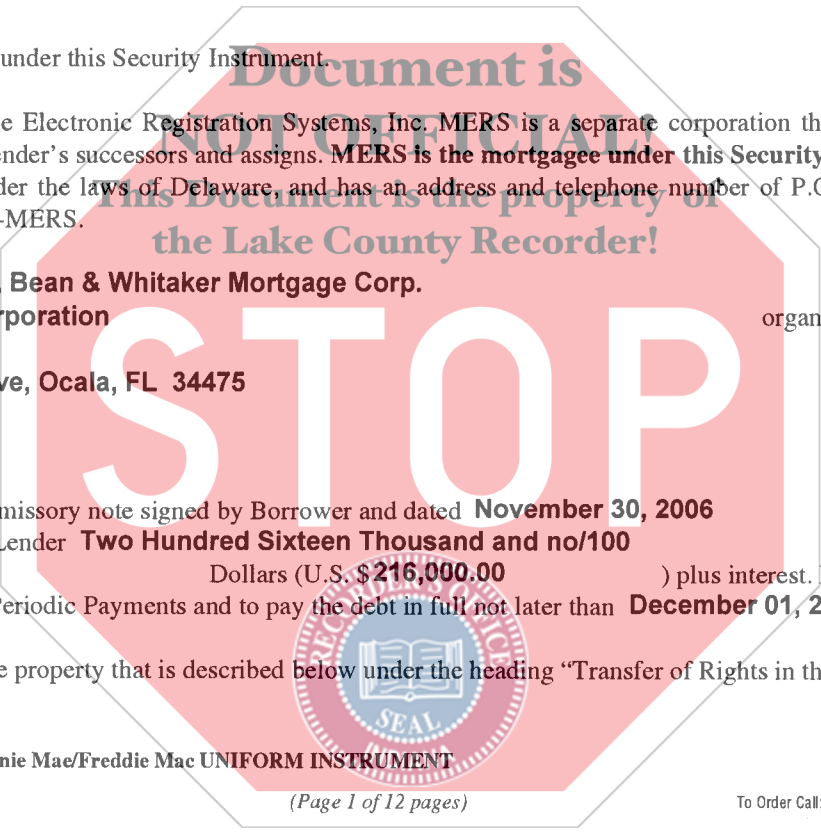 under this Security Instrument.
Document is
NOT OFFICIAL!
e Electronic Registration Systems, Inc. MERS is a separate corporation th
ender's successors and assigns. MERS is the mortgagee under this Security
der the laws of Delaware, and has an address and telephone number of P.O
This Document is the property of
-MERS.
the Lake County Recorder!
, Bean & Whitaker Mortgage Corp.
rporation
organ
STOP
ve, Ocala, FL 34475
missory note signed by Borrower and dated November 30, 2006
Lender Two Hundred Sixteen Thousand and no/100
Dollars (U.S. $216,000.00 ) plus interest.
Periodic Payments and to pay the debt in full not later than December 01, 2
e property that is described below under the heading “Transfer of Rights in th
RECORDER'S OFFICE
SEAL
INDIANA
nie Mae/Freddie Mac UNIFORM INSTRUMENT
(Page 1 of 12 pages)
To Order Call: